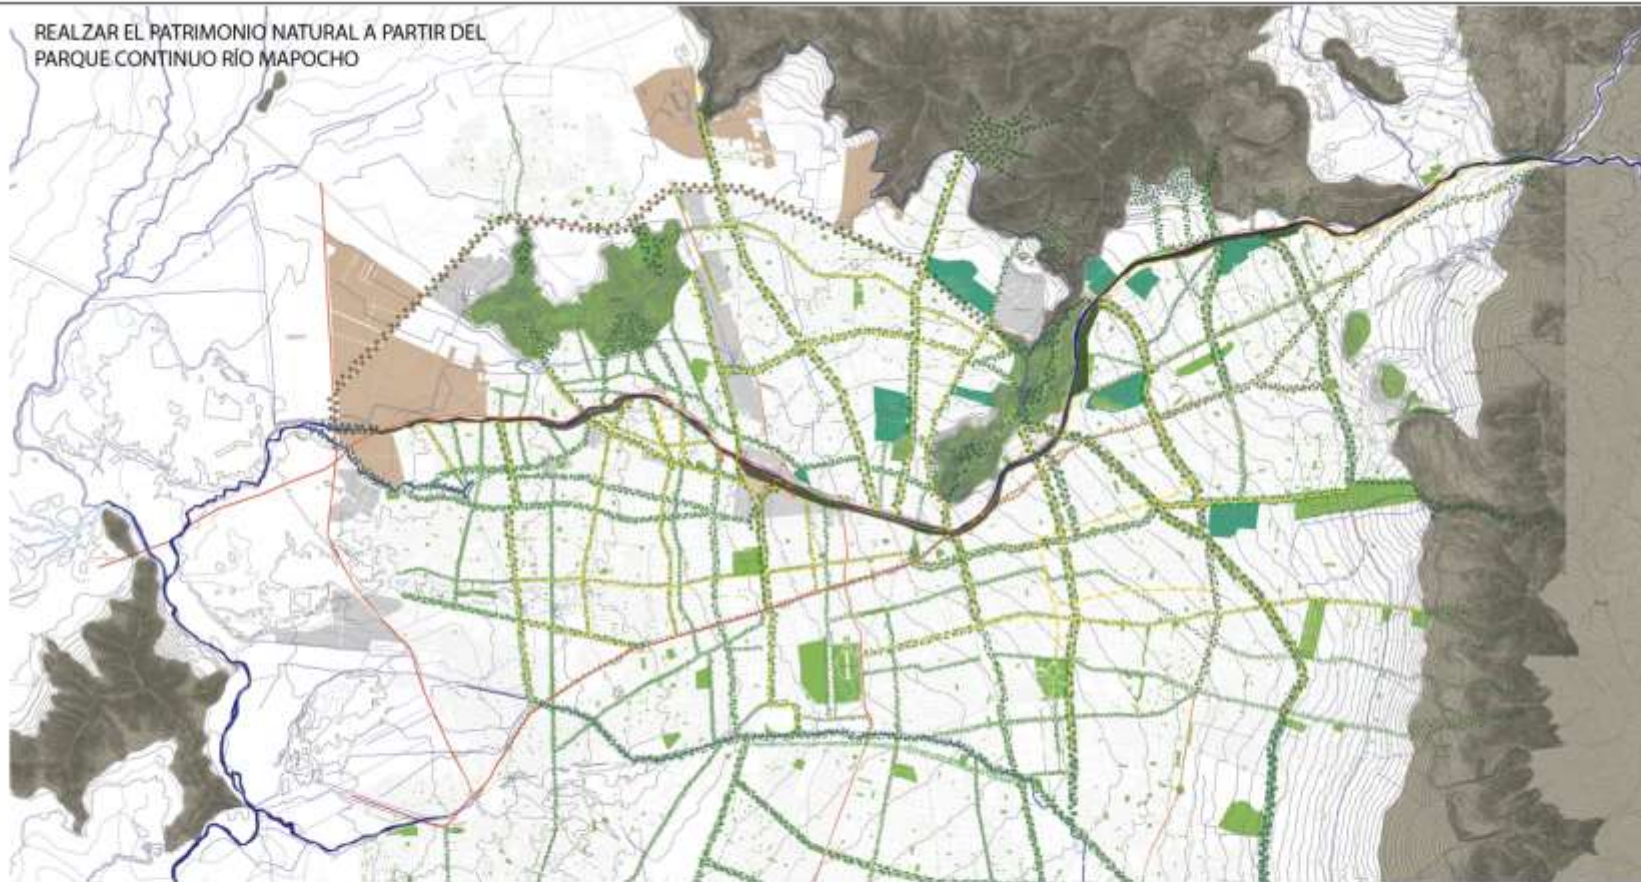 REALZAR EL PATRIMONIO NATURAL A PARTIR DEL
PARQUE CONTINUO RÍO MAPOCHO